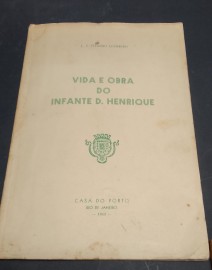 VIDA E OBRA
DO
INFANTE D. HENRIQUE
CASA DO PORTO
RIO DE JANEIRO